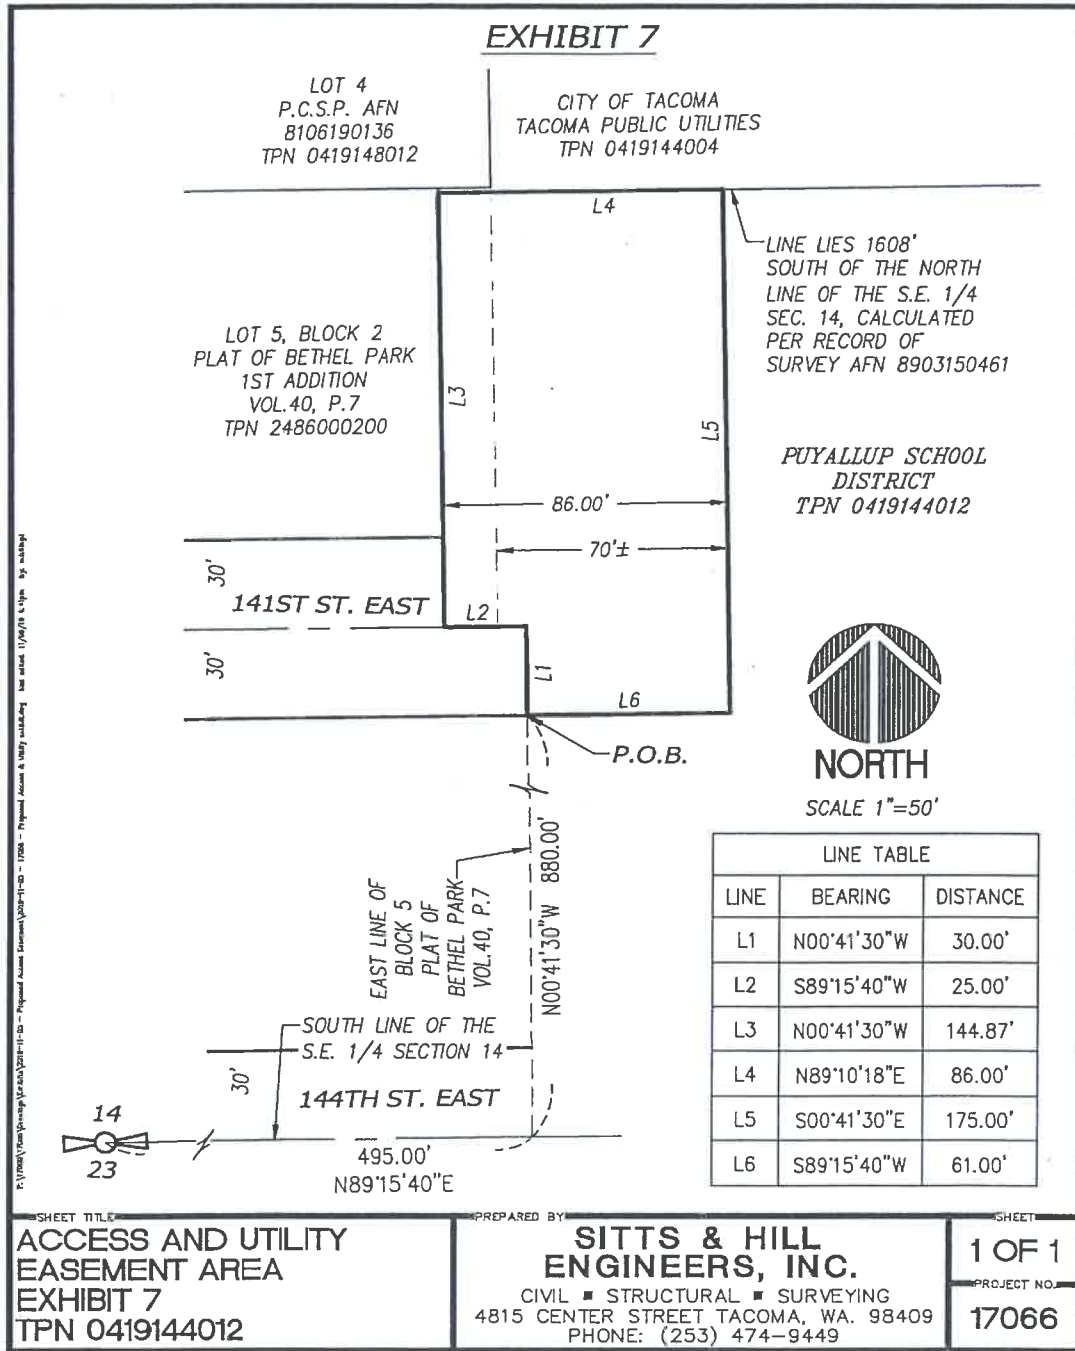 EXHIBIT 7
LOT 4
P.C.S.P. AFN
8106190136
TPN 0419148012
CITY OF TACOMA
TACOMA PUBLIC UTILITIES
TPN 0419144004
L4
LINE LIES 1608'
SOUTH OF THE NORTH
LINE OF THE S.E. 1/4
SEC. 14, CALCULATED
PER RECORD OF
SURVEY AFN 8903150461
LOT 5, BLOCK 2
PLAT OF BETHEL PARK
1ST ADDITION
VOL.40, P.7
TPN 2486000200
L3
L5
PUYALLUP SCHOOL
DISTRICT
TPN 0419144012
86.00'
70'±
30'
141ST ST. EAST
L2
30'
L1
L6
P.O.B.
NORTH
SCALE 1"=50'
EAST LINE OF
BLOCK 5
PLAT OF
BETHEL PARK
VOL.40, P.7
N00°41'30"W 880.00'
SOUTH LINE OF THE
S.E. 1/4 SECTION 14
30'
144TH ST. EAST
14
23
495.00'
N89°15'40"E
LINE TABLE
LINE BEARING DISTANCE
L1 N00°41'30"W 30.00'
L2 S89°15'40"W 25.00'
L3 N00°41'30"W 144.87'
L4 N89°10'18"E 86.00'
L5 S00°41'30"E 175.00'
L6 S89°15'40"W 61.00'
SHEET TITLE
ACCESS AND UTILITY
EASEMENT AREA
EXHIBIT 7
TPN 0419144012
PREPARED BY
SITTS & HILL
ENGINEERS, INC.
CIVIL ■ STRUCTURAL ■ SURVEYING
4815 CENTER STREET TACOMA, WA. 98409
PHONE: (253) 474-9449
SHEET
1 OF 1
PROJECT NO.
17066